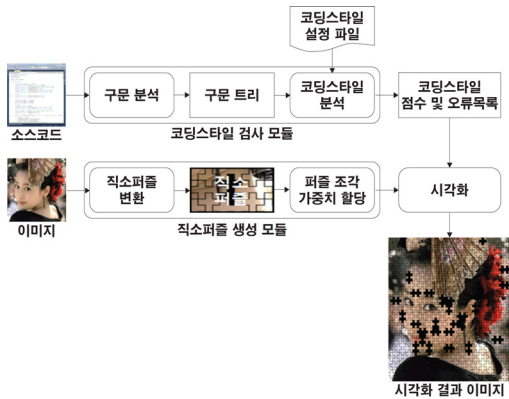 코딩스타일
설정 파일
구문 분석
구문 트리
코딩스타일
분석
코딩스타일
점수 및 오류목록
소스코드
코딩스타일 검사 모듈
직소퍼즐
변환
직소
퍼즐
퍼즐 조각
가중치 할당
시각화
이미지
직소퍼즐 생성 모듈
시각화 결과 이미지